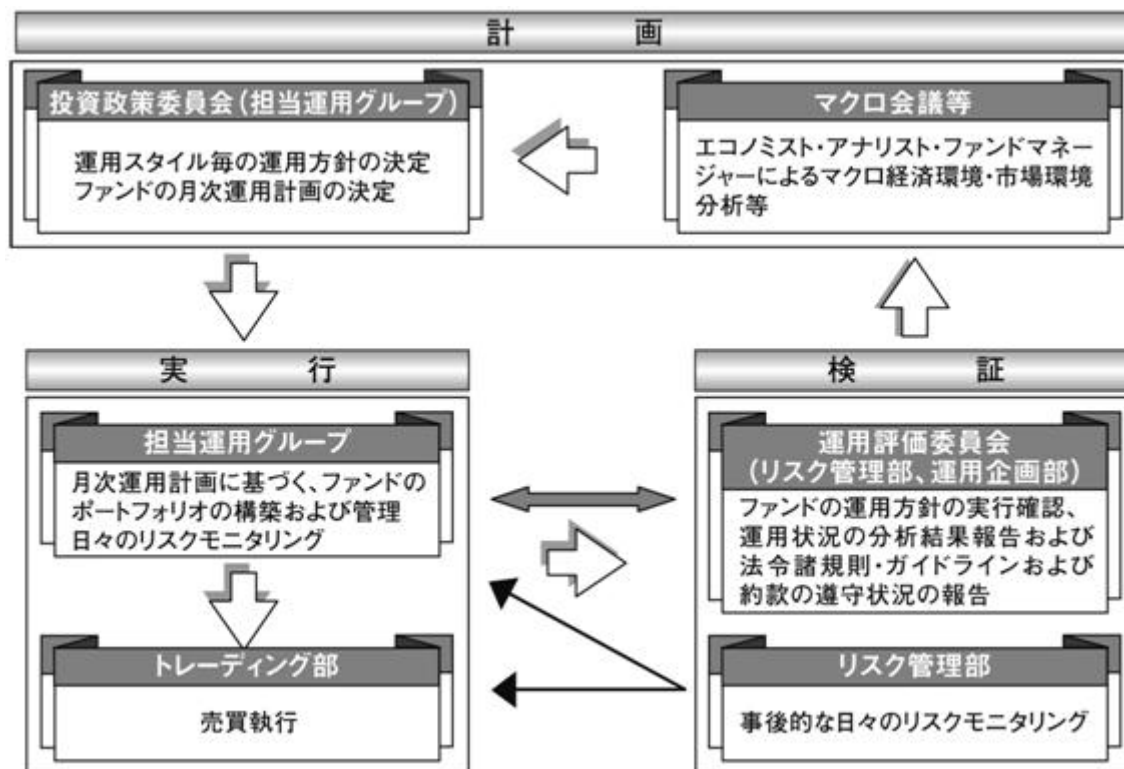 計画
投資政策委員会(担当運用グループ)
運用スタイル毎の運用方針の決定
ファンドの月次運用計画の決定
マクロ会議等
エコノミスト・アナリスト・ファンドマネー
ジャーによるマクロ経済環境・市場環境
分析等
実行
担当運用グループ
月次運用計画に基づく、ファンドの
ポートフォリオの構築および管理
日々のリスクモニタリング
トレーディング部
売買執行
検証
運用評価委員会
(リスク管理部、運用企画部)
ファンドの運用方針の実行確認、
運用状況の分析結果報告および
法令諸規則・ガイドラインおよび
約款の遵守状況の報告
リスク管理部
事後的な日々のリスクモニタリング